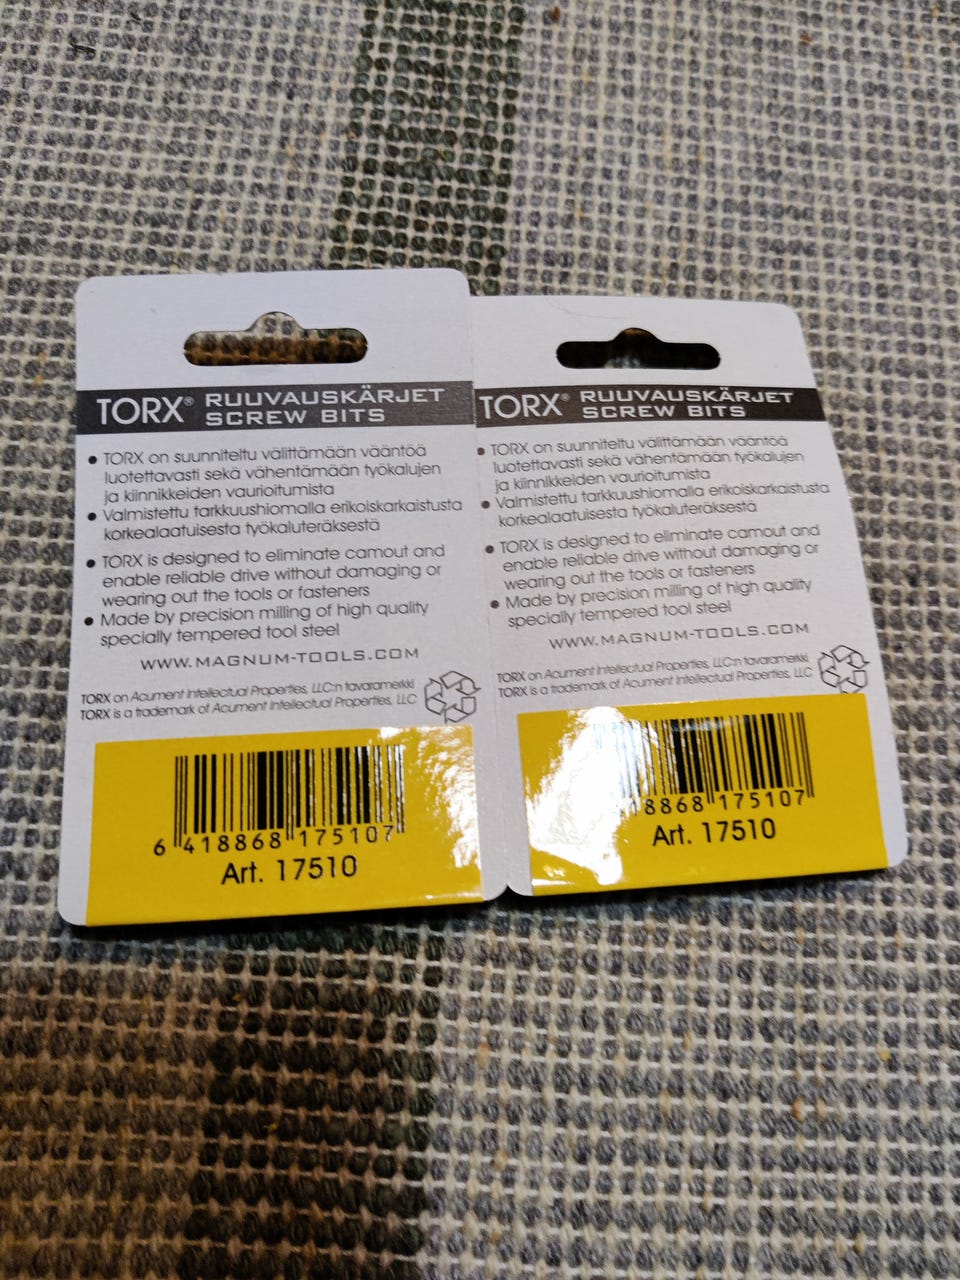 TORX® RUUVAUSKÄRJET
SCREW BITS
• TORX on suunniteltu välittämään vääntöä
luotettavasti sekä vähentämään työkalujen
ja kiinnikkeiden vaurioitumista
• Valmistettu tarkkuushiomalla erikoiskarkaistusta
korkealaatuisesta työkaluteräksestä
• TORX is designed to eliminate camout and
enable reliable drive without damaging or
wearing out the tools or fasteners
• Made by precision milling of high quality
specially tempered tool steel
WWW.MAGNUM-TOOLS.COM
TORX on Acument Intellectual Properties, LLC:n tavaramerkki
TORX is a trademark of Acument Intellectual Properties, LLC
6 418868 175107
Art. 17510
TORX® RUUVAUSKÄRJET
SCREW BITS
• TORX on suunniteltu välittämään vääntöä
luotettavasti sekä vähentämään työkalujen
ja kiinnikkeiden vaurioitumista
• Valmistettu tarkkuushiomalla erikoiskarkaistusta
korkealaatuisesta työkaluteräksestä
• TORX is designed to eliminate camout and
enable reliable drive without damaging or
wearing out the tools or fasteners
• Made by precision milling of high quality
specially tempered tool steel
WWW.MAGNUM-TOOLS.COM
TORX on Acument Intellectual Properties, LLC:n tavaramerkki
TORX is a trademark of Acument Intellectual Properties, LLC
18868 175107
Art. 17510